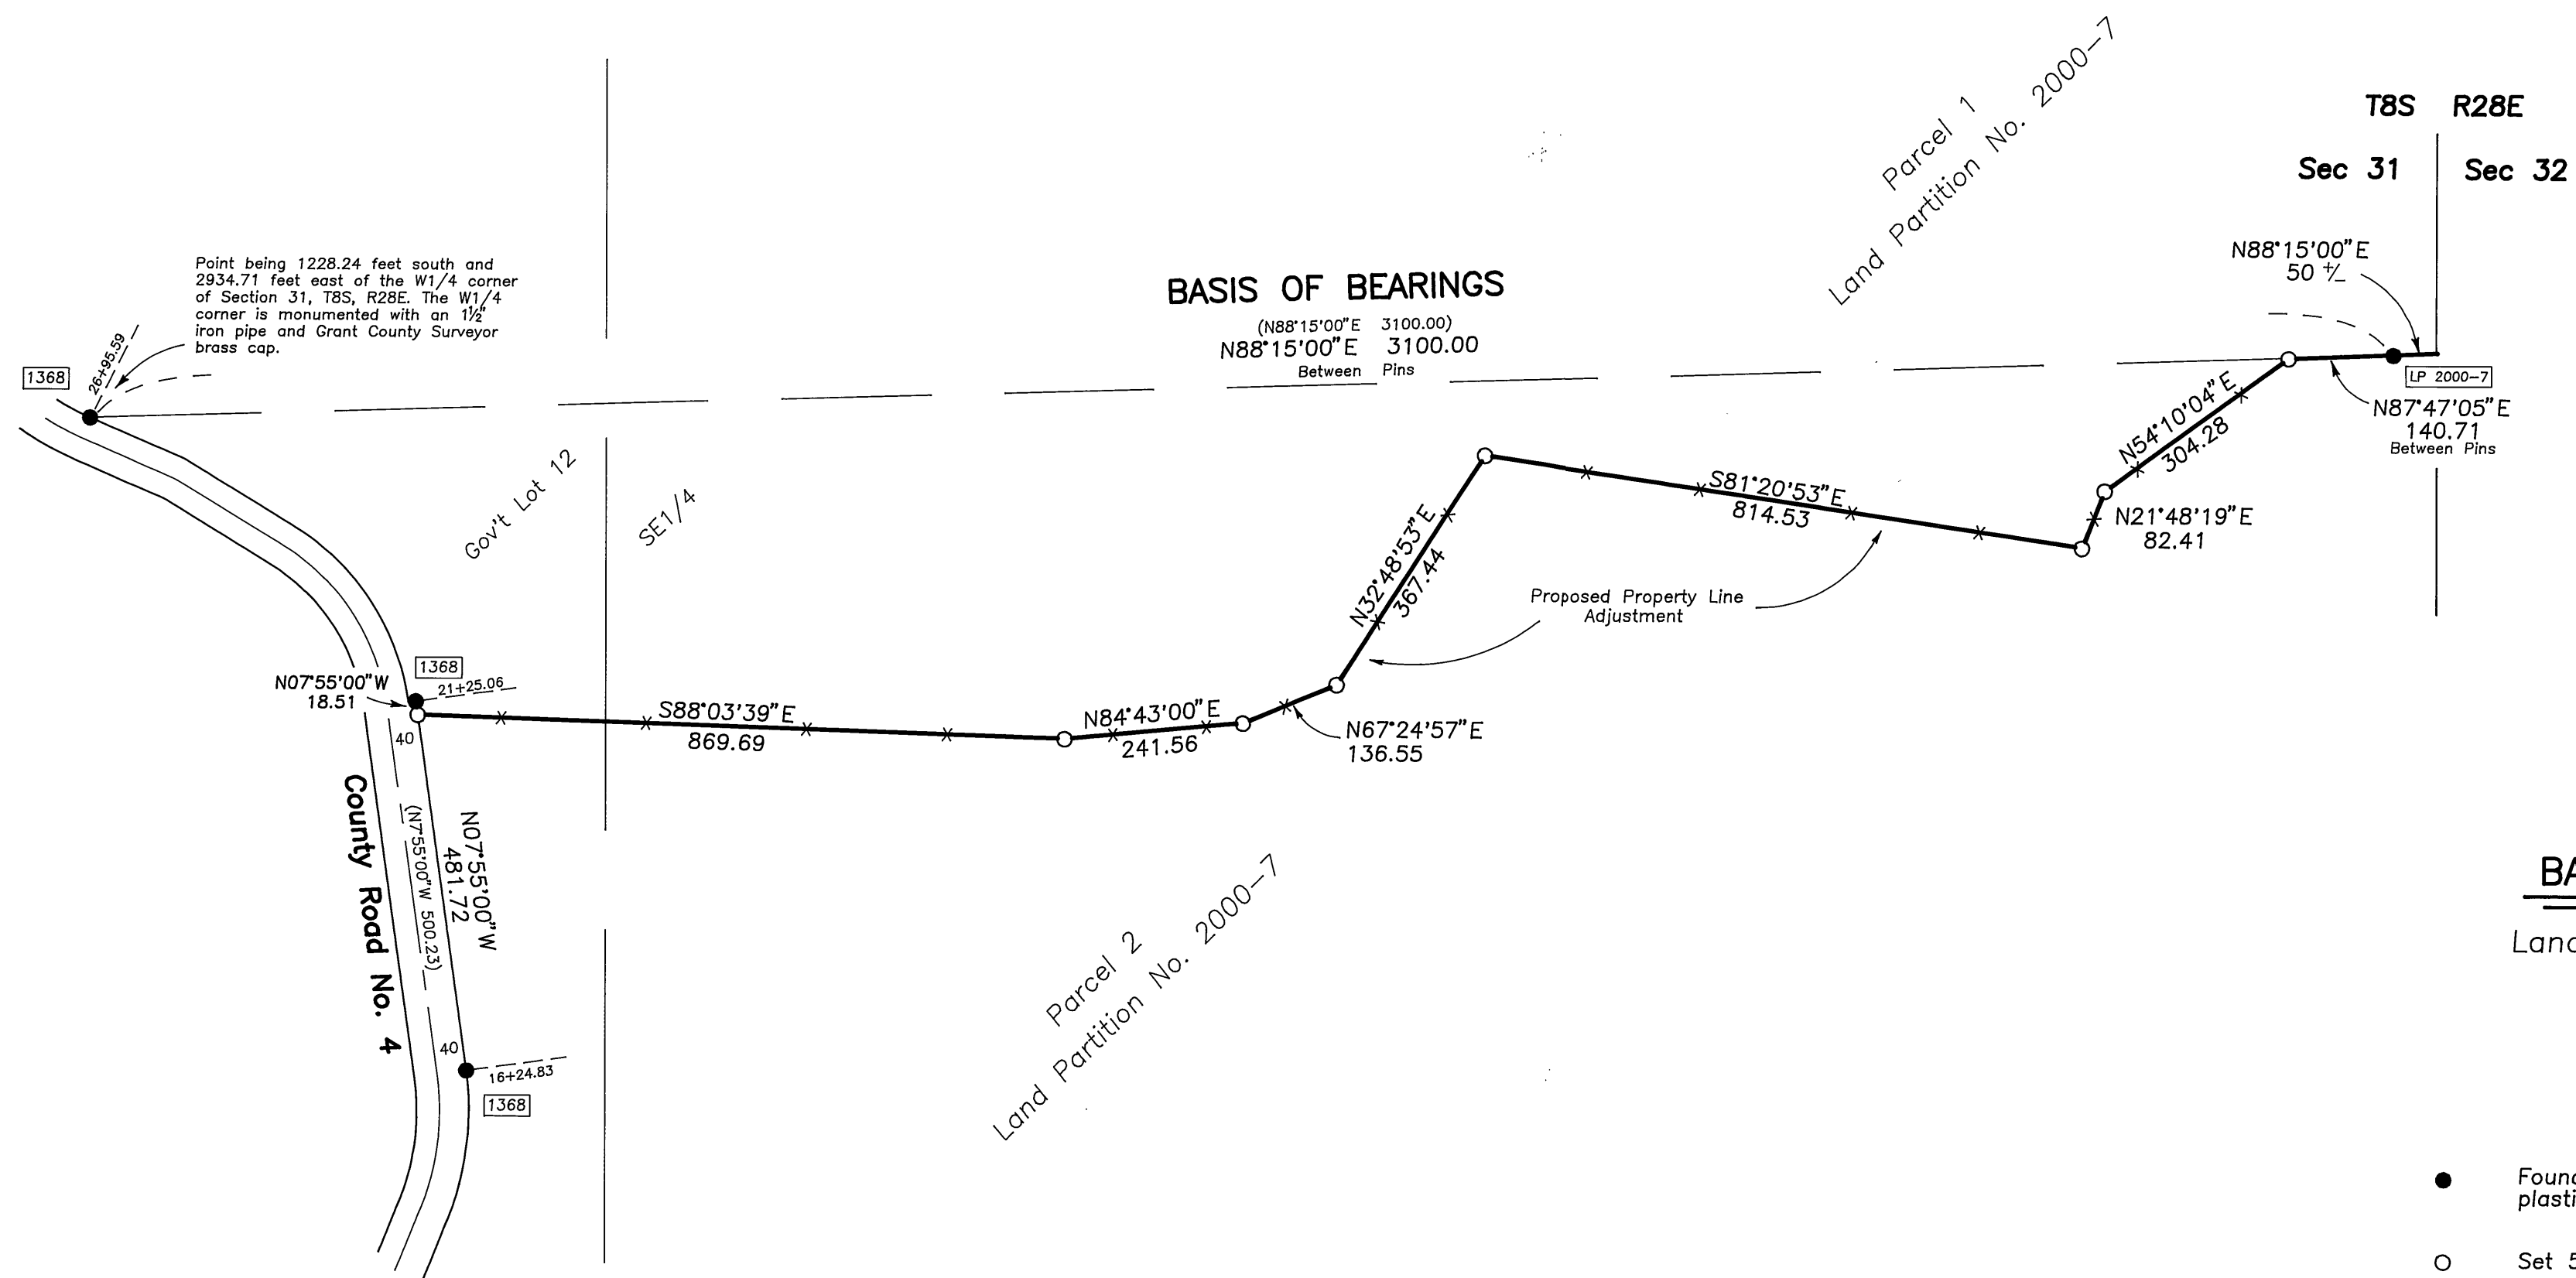 T8S R28E
Sec 31 Sec 32
Parcel 1
Land Partition No. 2000-7
N88°15'00"E
50 +/-
Point being 1228.24 feet south and
2934.71 feet east of the W1/4 corner
of Section 31, T8S, R28E. The W1/4
corner is monumented with an 1½"
iron pipe and Grant County Surveyor
brass cap.
BASIS OF BEARINGS
(N88°15'00"E 3100.00)
N88°15'00"E 3100.00
Between Pins
1368
26+95.59
LP 2000-7
N87°47'05"E
140.71
Between Pins
N54°10'04"E
304.28
Gov't Lot 12
SE1/4
N32°48'53"E
367.44
S81°20'53"E
814.53
N21°48'19"E
82.41
Proposed Property Line
Adjustment
1368
21+25.06
N07°55'00"W
18.51
S88°03'39"E
869.69
N84°43'00"E
241.56
N67°24'57"E
136.55
40
County Road No. 4
(N7°55'00"W 500.23)
N07°55'00"W
481.72
40
16+24.83
1368
Parcel 2
Land Partition No. 2000-7
BA
Land
Foun
plasti
Set 5